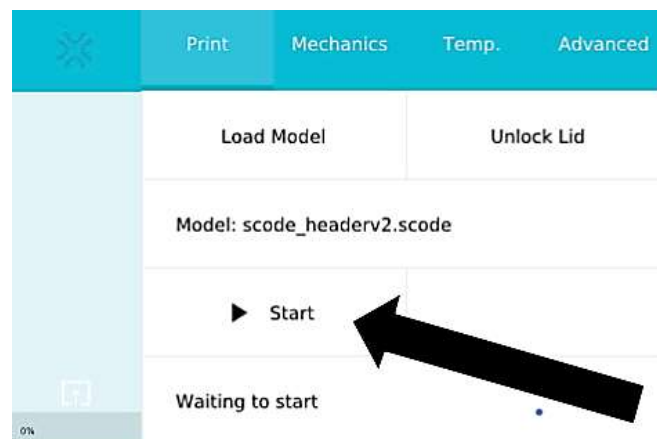 Print Mechanics Temp. Advanced
Load Model Unlock Lid
Model: scode_headerv2.scode
Start
Waiting to start
0%